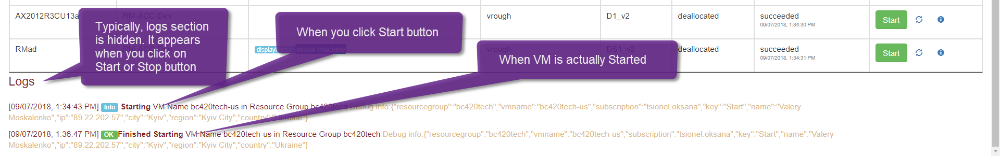 AX2012R3CU13a RM-ACC-Dev vrough D1_v2 deallocated succeeded Start
09/07/2018, 1:34:30 PM
RMad RM-ACC-Dev virtual-machine vrough DS1_v2 deallocated succeeded Start
09/07/2018, 1:34:31 PM
Typically, logs section
is hidden. It appears
when you click on
Start or Stop button
When you click Start button
When VM is actually Started
Logs
[09/07/2018, 1:34:43 PM] Info Starting VM Name bc420tech-us in Resource Group bc420tech Debug info:{"resourcegroup":"bc420tech","vmname":"bc420tech-us","subscription":"tsionel.oksana","key":"Start","name":"Valery
Moskalenko","ip":"89.22.202.57","city":"Kyiv","region":"Kyiv City","country":"Ukraine"}
[09/07/2018, 1:36:47 PM] OK Finished Starting VM Name bc420tech-us in Resource Group bc420tech Debug info:{"resourcegroup":"bc420tech","vmname":"bc420tech-us","subscription":"tsionel.oksana","key":"Start","name":"Valery
Moskalenko","ip":"89.22.202.57","city":"Kyiv","region":"Kyiv City","country":"Ukraine"}